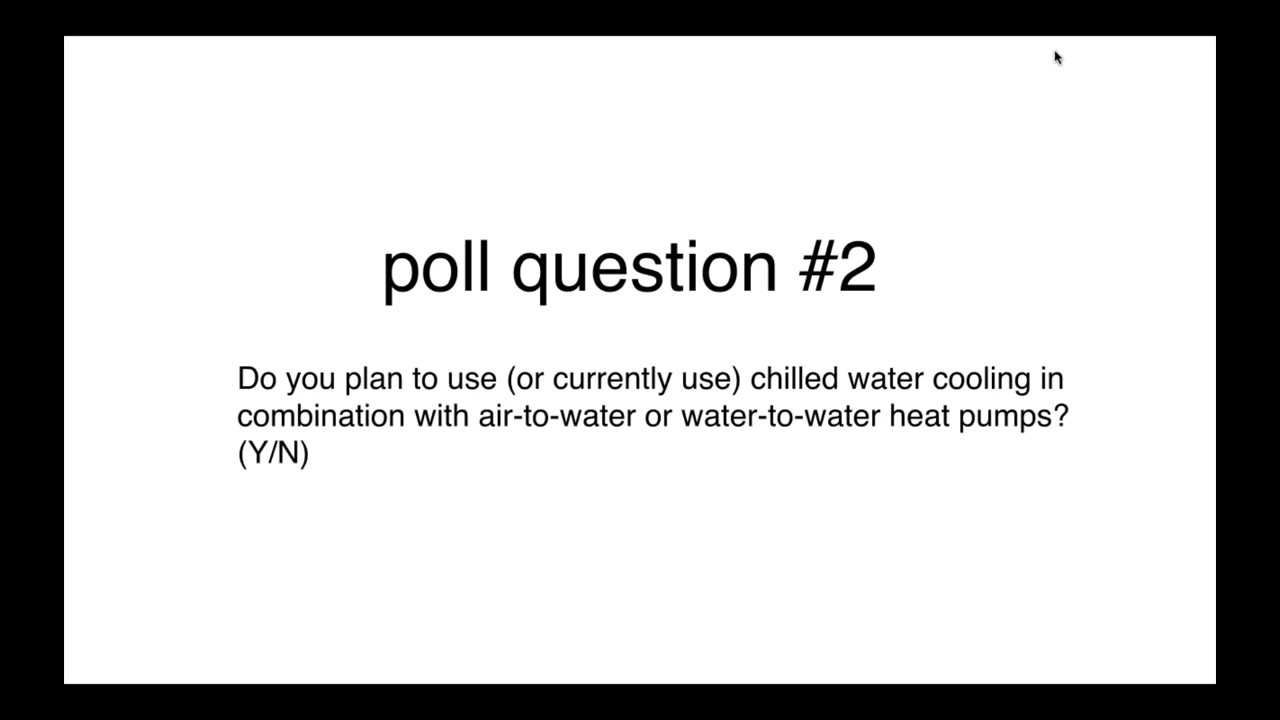 poll question #2
Do you plan to use (or currently use) chilled water cooling in
combination with air-to-water or water-to-water heat pumps?
(Y/N)